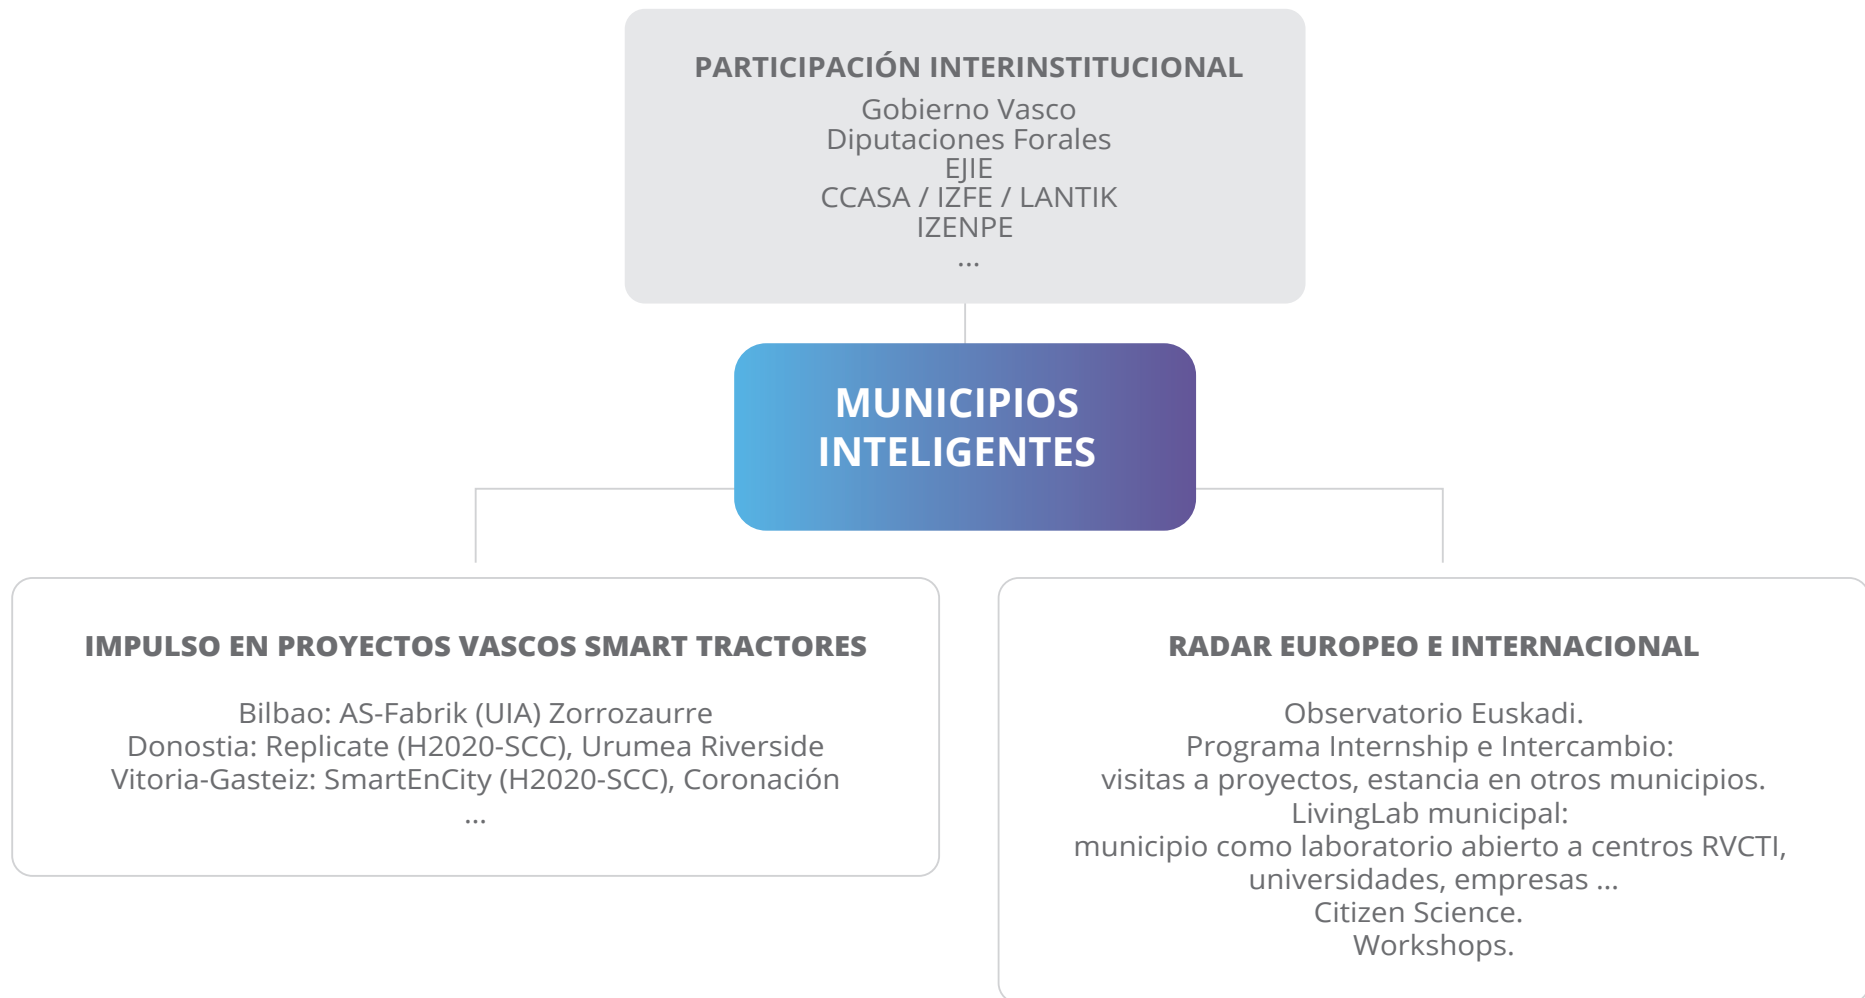 PARTICIPACIÓN INTERINSTITUCIONAL
Gobierno Vasco
Diputaciones Forales
EJIE
CCASA / IZFE / LANTIK
IZENPE
...
MUNICIPIOS
INTELIGENTES
IMPULSO EN PROYECTOS VASCOS SMART TRACTORES
Bilbao: AS-Fabrik (UIA) Zorrozaurre
Donostia: Replicate (H2020-SCC), Urumea Riverside
Vitoria-Gasteiz: SmartEnCity (H2020-SCC), Coronación
...
RADAR EUROPEO E INTERNACIONAL
Observatorio Euskadi.
Programa Internship e Intercambio:
visitas a proyectos, estancia en otros municipios.
LivingLab municipal:
municipio como laboratorio abierto a centros RVCTI,
universidades, empresas ...
Citizen Science.
Workshops.